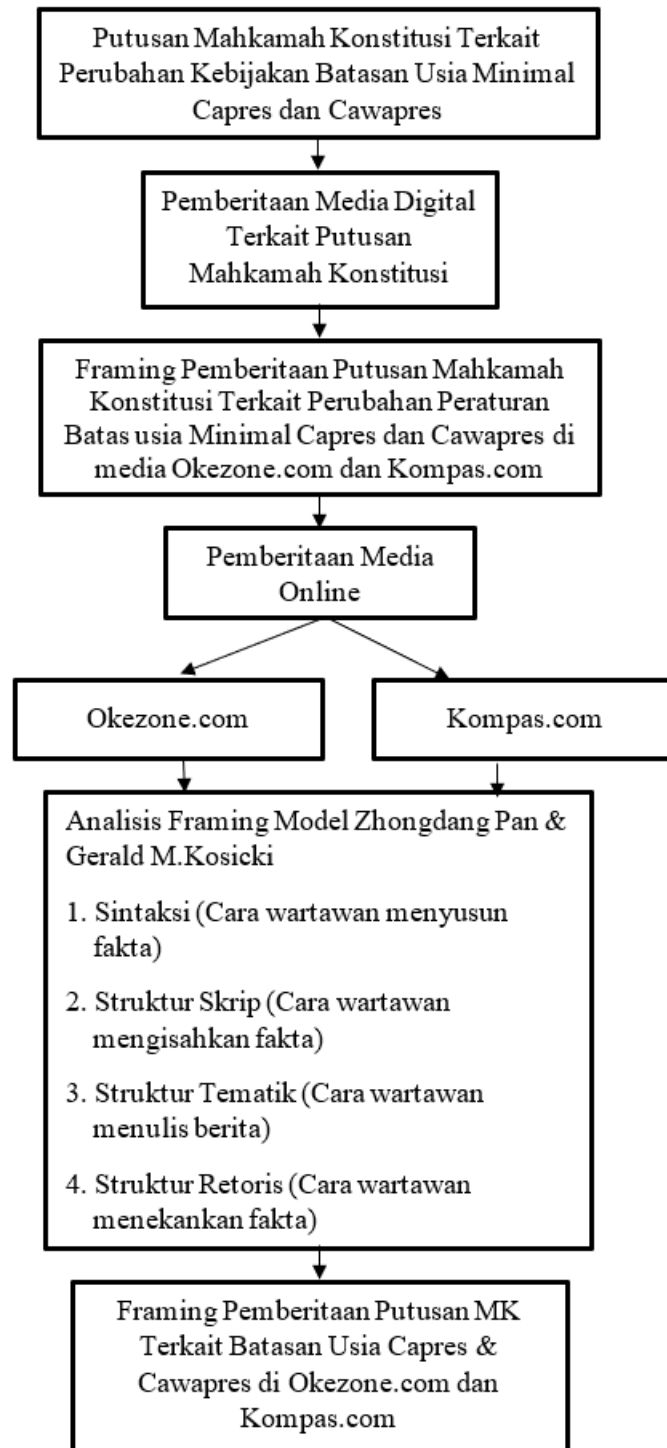 Putusan Mahkamah Konstitusi Terkait
Perubahan Kebijakan Batasan Usia Minimal
Capres dan Cawapres
Pemberitaan Media Digital
Terkait Putusan
Mahkamah Konstitusi
Framing Pemberitaan Putusan Mahkamah
Konstitusi Terkait Perubahan Peraturan
Batas usia Minimal Capres dan Cawapres di
media Okezone.com dan Kompas.com
Pemberitaan Media
Online
Okezone.com
Kompas.com
Analisis Framing Model Zhongdang Pan &
Gerald M.Kosicki
1. Sintaksi (Cara wartawan menyusun
fakta)
2. Struktur Skrip (Cara wartawan
mengisahkan fakta)
3. Struktur Tematik (Cara wartawan
menulis berita)
4. Struktur Retoris (Cara wartawan
menekankan fakta)
Framing Pemberitaan Putusan MK
Terkait Batasan Usia Capres &
Cawapres di Okezone.com dan
Kompas.com